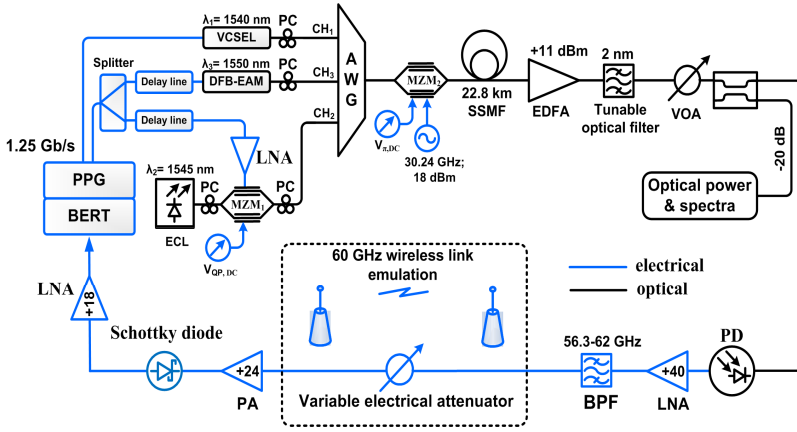 λ₁= 1540 nm
VCSEL
PC
CH₁
Splitter
Delay line
λ₃= 1550 nm
DFB-EAM
PC
CH₃
Delay line
CH₂
A
W
G
MZM₂
22.8 km
SSMF
+11 dBm
EDFA
2 nm
Tunable
optical filter
VOA
-20 dB
Optical power
& spectra
V_{π,DC}
30.24 GHz;
18 dBm
1.25 Gb/s
PPG
BERT
LNA
λ₂= 1545 nm
ECL
PC
MZM₁
PC
V_{QP, DC}
60 GHz wireless link
emulation
electrical
optical
LNA
+18
Schottky diode
+24
PA
Variable electrical attenuator
56.3-62 GHz
BPF
+40
LNA
PD